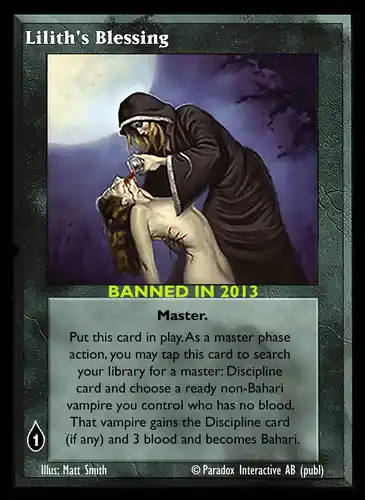 Lilith's Blessing
BANNED IN 2013
Master.
Put this card in play. As a master phase
action, you may tap this card to search
your library for a master: Discipline
card and choose a ready non-Bahari
vampire you control who has no blood.
That vampire gains the Discipline card
(if any) and 3 blood and becomes Bahari.
1
Illus: Matt Smith
© Paradox Interactive AB (publ)